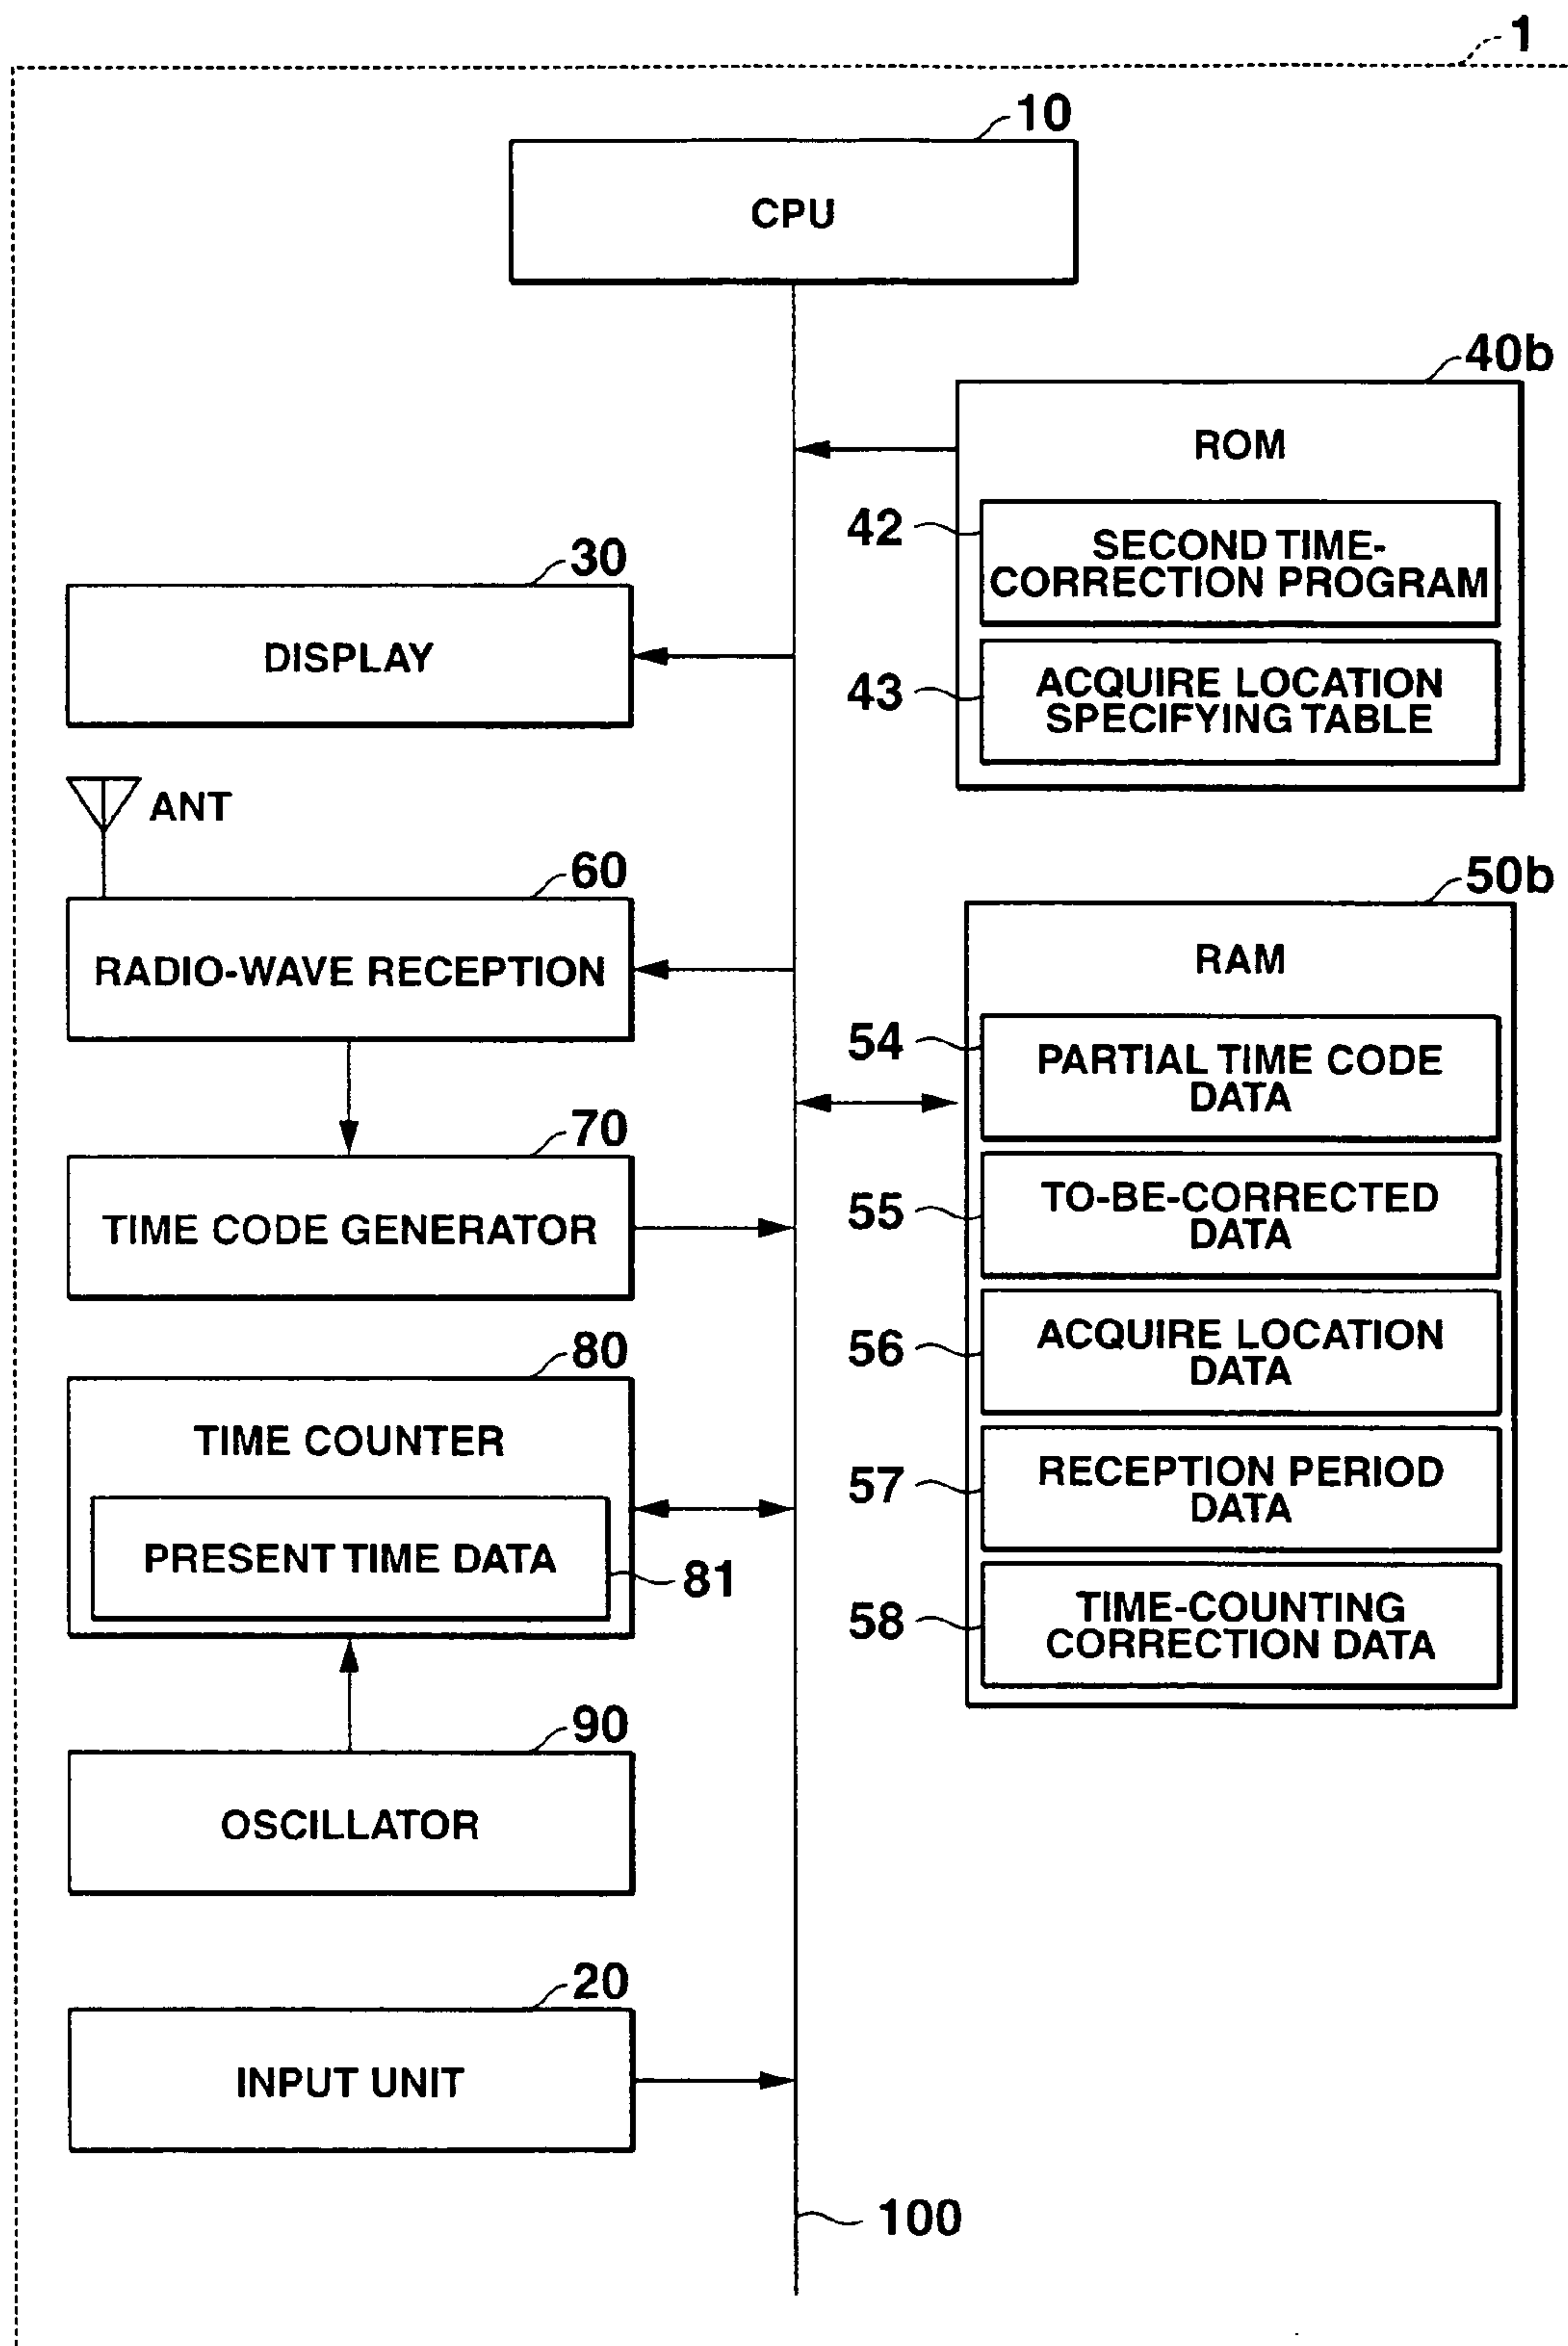 1
10
CPU
40b
ROM
42
SECOND TIME-
CORRECTION PROGRAM
43
ACQUIRE LOCATION
SPECIFYING TABLE
30
DISPLAY
ANT
60
RADIO-WAVE RECEPTION
50b
RAM
54
PARTIAL TIME CODE
DATA
55
TO-BE-CORRECTED
DATA
56
ACQUIRE LOCATION
DATA
57
RECEPTION PERIOD
DATA
58
TIME-COUNTING
CORRECTION DATA
70
TIME CODE GENERATOR
80
TIME COUNTER
PRESENT TIME DATA
81
90
OSCILLATOR
20
INPUT UNIT
100